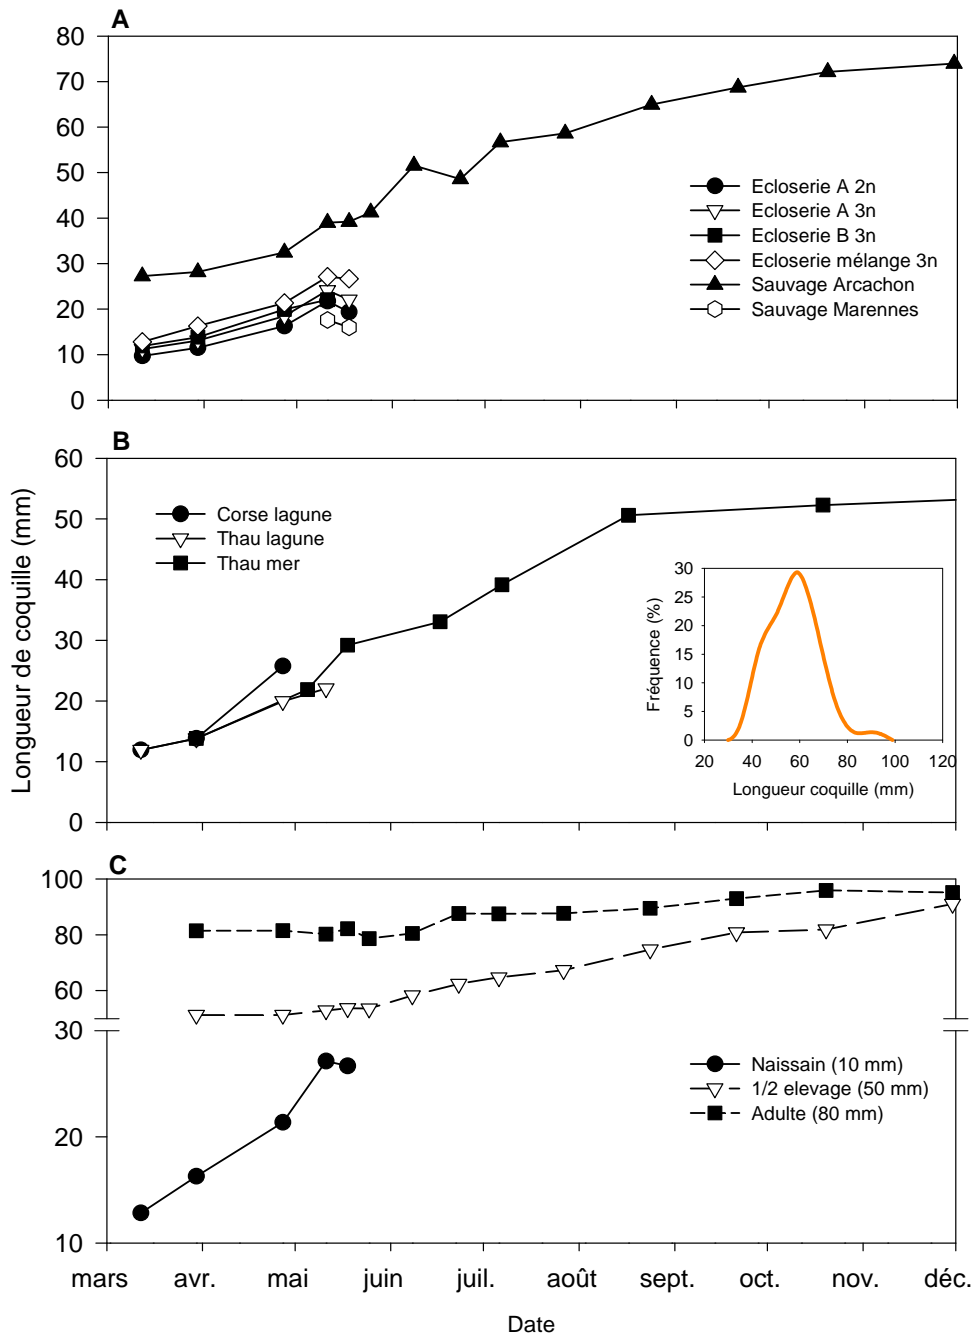 A
80
70
60
50
40
30
20
10
0
Ecloserie A 2n
Ecloserie A 3n
Ecloserie B 3n
Ecloserie mélange 3n
Sauvage Arcachon
Sauvage Marennes
B
Longueur de coquille (mm)
60
50
40
30
20
10
0
Corse lagune
Thau lagune
Thau mer
Fréquence (%)
30
25
20
15
10
5
0
20 40 60 80 100 120
Longueur coquille (mm)
C
100
80
60
30
20
10
Naissain (10 mm)
1/2 elevage (50 mm)
Adulte (80 mm)
mars avr. mai juin juil. août sept. oct. nov. déc.
Date